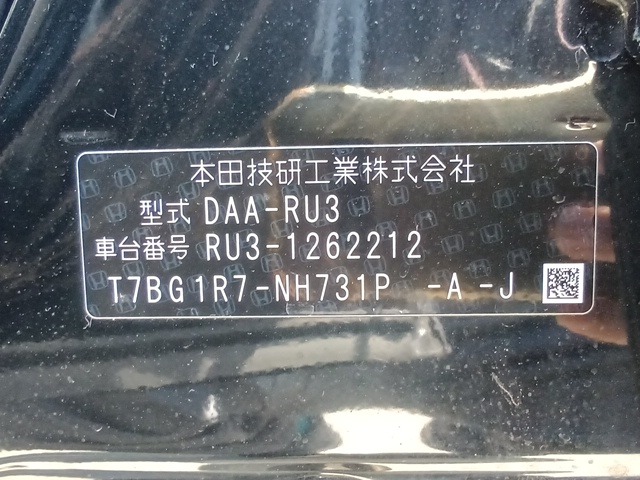 本田技研工業株式会社
型式 DAA-RU3
車台番号 RU3-1262212
T7BG1R7-NH731P -A-J